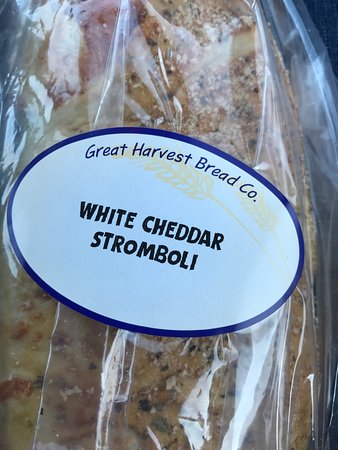 Great Harvest Bread Co.
WHITE CHEDDAR
STROMBOLI